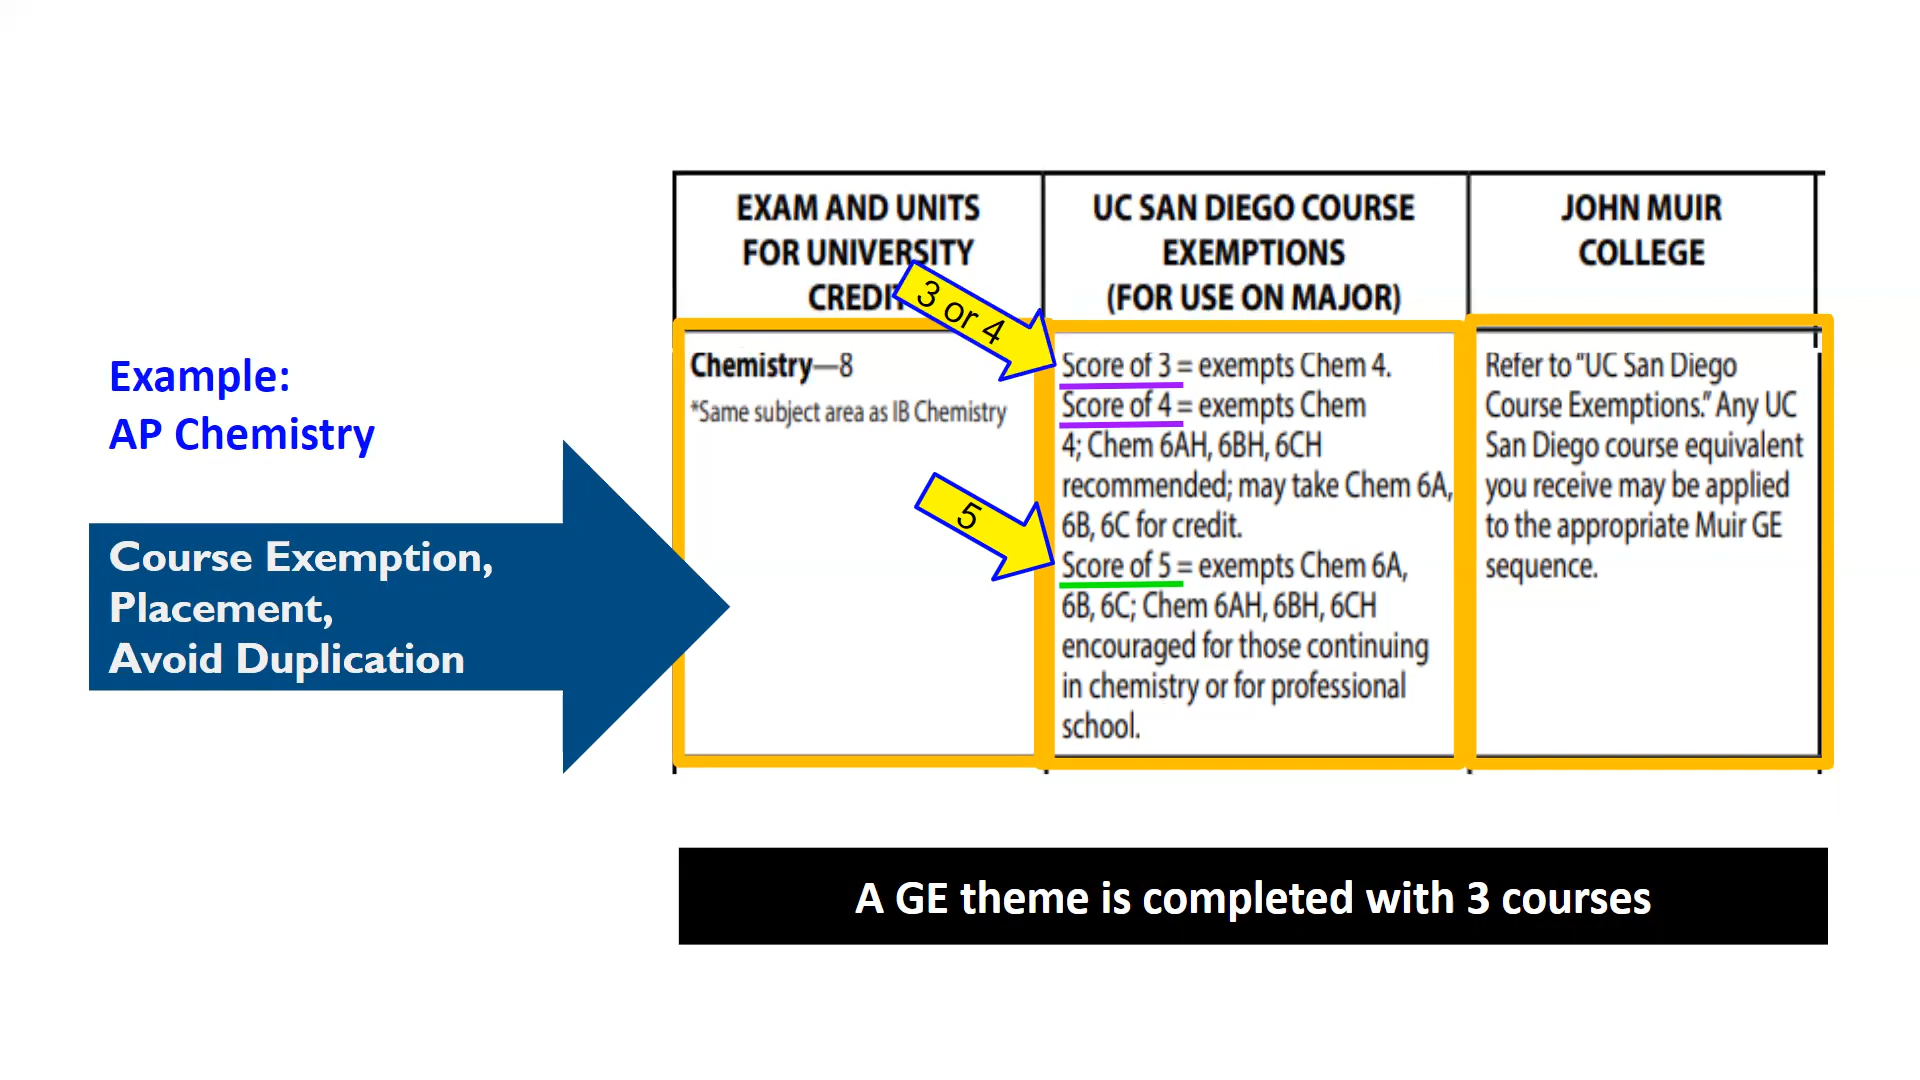 Example:
AP Chemistry
Course Exemption,
Placement,
Avoid Duplication
EXAM AND UNITS
FOR UNIVERSITY
CREDIT
UC SAN DIEGO COURSE
EXEMPTIONS
(FOR USE ON MAJOR)
JOHN MUIR
COLLEGE
3 or 4
5
Chemistry—8
*Same subject area as IB Chemistry
Score of 3 = exempts Chem 4.
Score of 4 = exempts Chem
4; Chem 6AH, 6BH, 6CH
recommended; may take Chem 6A,
6B, 6C for credit.
Score of 5 = exempts Chem 6A,
6B, 6C; Chem 6AH, 6BH, 6CH
encouraged for those continuing
in chemistry or for professional
school.
Refer to “UC San Diego
Course Exemptions.” Any UC
San Diego course equivalent
you receive may be applied
to the appropriate Muir GE
sequence.
A GE theme is completed with 3 courses